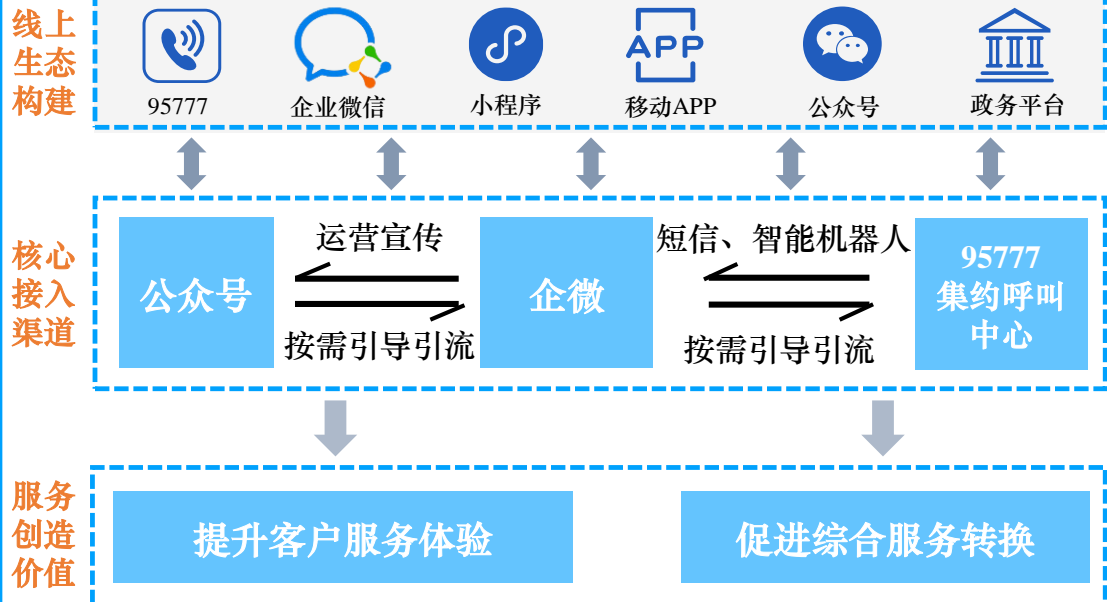 线上
生态
构建
APP
95777
企业微信
小程序
移动APP
公众号
政务平台
核心
接入
渠道
公众号
运营宣传
按需引导引流
企微
短信、智能机器人
按需引导引流
95777
集约呼叫
中心
服务
创造
价值
提升客户服务体验
促进综合服务转换